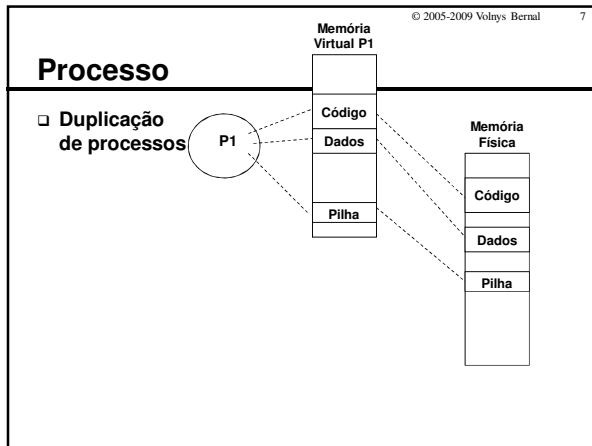 © 2005-2009 Volnys Bernal 7
Memória
Virtual P1
Processo
❑ Duplicação
de processos
P1
Código
Dados
Pilha
Memória
Física
Código
Dados
Pilha